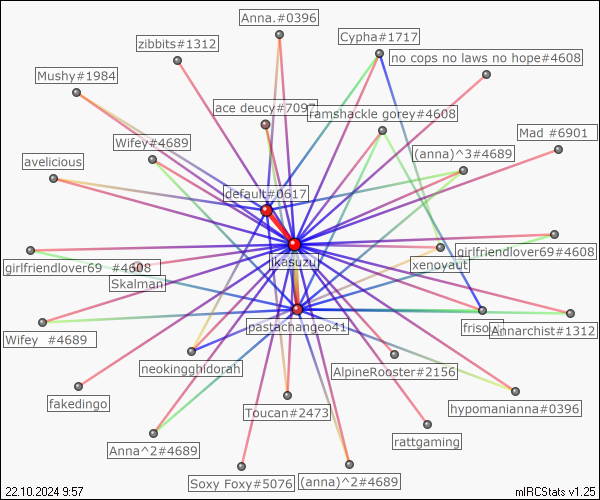 Anna.#0396
Cypha#1717
zibbits#1312
no cops no laws no hope#4608
Mushy#1984
ace deucy#7097
ramshackle gorey#4608
Mad #6901
Wifey#4689
(anna)^3#4689
avelicious
default#0617
girlfriendlover69#4608
ikasuzu
xenoyaut
girlfriendlover69 #4608
Skalman
pastachangeo41
Annarchist#1312
Wifey #4689
neokingghidorah
AlpineRooster#2156
fakedingo
Toucan#2473
hypomanianna#0396
Anna^2#4689
rattgaming
Soxy Foxy#5076
(anna)^2#4689
22.10.2024 9:57
mIRCStats v1.25